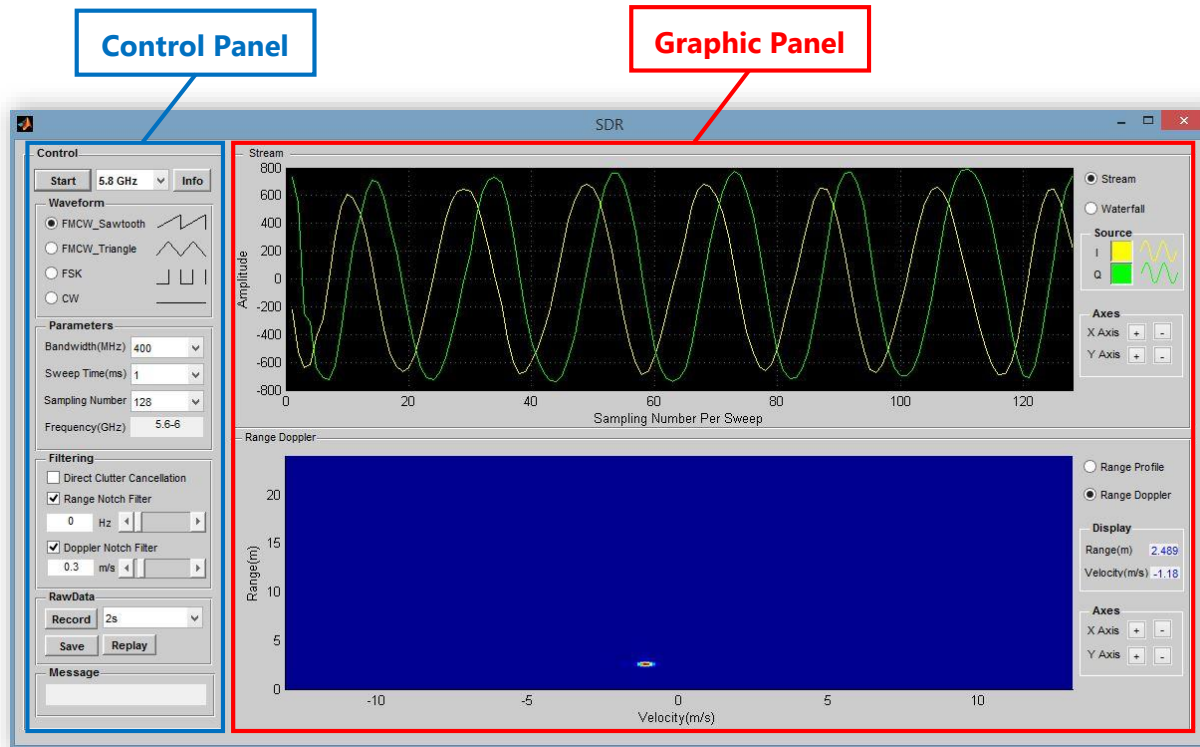 Control Panel
Graphic Panel
SDR
Control
Start 5.8 GHz Info
Waveform
FMCW_Sawtooth
FMCW_Triangle
FSK
CW
Parameters
Bandwidth(MHz) 400
Sweep Time(ms) 1
Sampling Number 128
Frequency(GHz) 5.6-6
Filtering
Direct Clutter Cancellation
Range Notch Filter
0 Hz
Doppler Notch Filter
0.3 m/s
RawData
Record 2s
Save Replay
Message
Stream
800
600
400
200
0
-200
-400
-600
-800
Amplitude
0 20 40 60 80 100 120
Sampling Number Per Sweep
Stream
Waterfall
Source
I
Q
Axes
X Axis + -
Y Axis + -
Range Doppler
20
15
10
5
0
Range(m)
-10 -5 0 5 10
Velocity(m/s)
Range Profile
Range Doppler
Display
Range(m) 2.489
Velocity(m/s) -1.18
Axes
X Axis + -
Y Axis + -